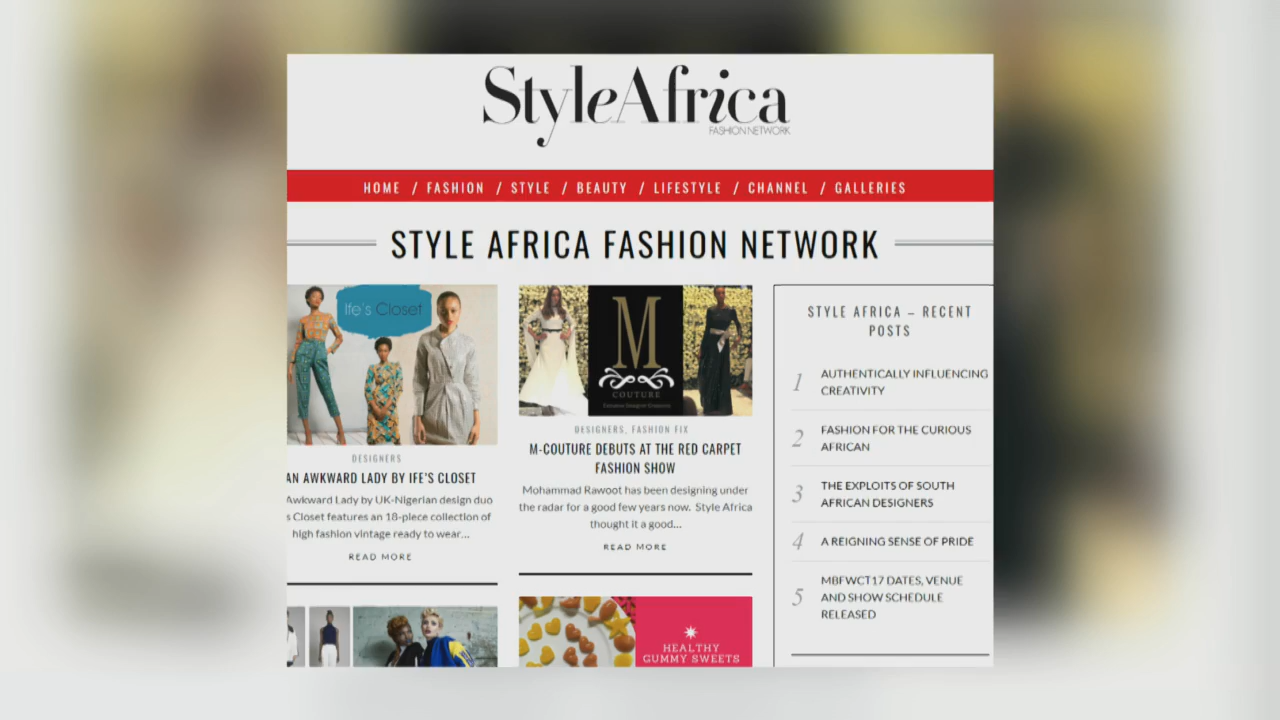 StyleAfrica
FASHION NETWORK
HOME / FASHION / STYLE / BEAUTY / LIFESTYLE / CHANNEL / GALLERIES
STYLE AFRICA FASHION NETWORK
Ife's Closet
DESIGNERS
AN AWKWARD LADY BY IFE'S CLOSET
Awkward Lady by UK-Nigerian design duo
s Closet features an 18-piece collection of
high fashion vintage ready to wear...
READ MORE
M
COUTURE
DESIGNERS, FASHION FIX
M-COUTURE DEBUTS AT THE RED CARPET
FASHION SHOW
Mohammad Rawoot has been designing under
the radar for a good few years now. Style Africa
thought it a good...
READ MORE
HEALTHY
GUMMY SWEETS
STYLE AFRICA – RECENT
POSTS
1 AUTHENTICALLY INFLUENCING
CREATIVITY
2 FASHION FOR THE CURIOUS
AFRICAN
3 THE EXPLOITS OF SOUTH
AFRICAN DESIGNERS
4 A REIGNING SENSE OF PRIDE
5 MBFWCT17 DATES, VENUE
AND SHOW SCHEDULE
RELEASED